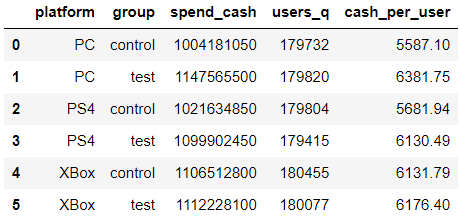 platform group spend_cash users_q cash_per_user
0 PC control 1004181050 179732 5587.10
1 PC test 1147565500 179820 6381.75
2 PS4 control 1021634850 179804 5681.94
3 PS4 test 1099902450 179415 6130.49
4 XBox control 1106512800 180455 6131.79
5 XBox test 1112228100 180077 6176.40